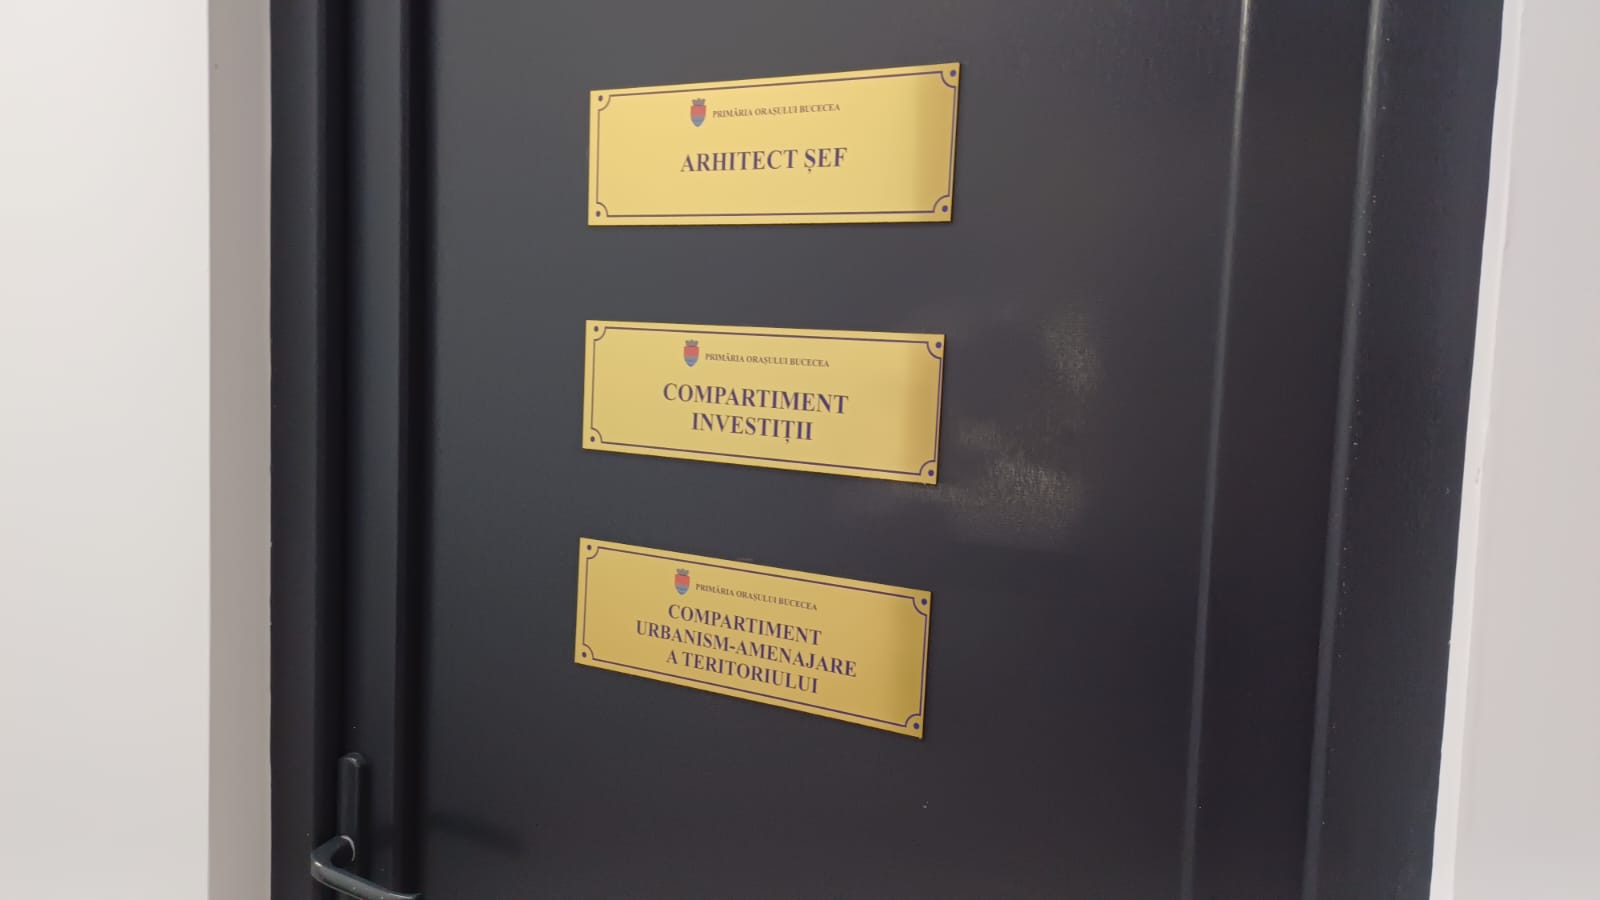 PRIMĂRIA ORAȘULUI BUCECEA
ARHITECT ȘEF
PRIMĂRIA ORAȘULUI BUCECEA
COMPARTIMENT
INVESTIȚII
PRIMĂRIA ORAȘULUI BUCECEA
COMPARTIMENT
URBANISM-AMENAJARE
A TERITORIULUI